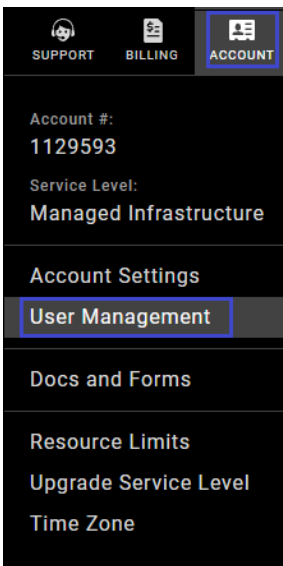 SUPPORT BILLING ACCOUNT
Account #:
1129593
Service Level:
Managed Infrastructure
Account Settings
User Management
Docs and Forms
Resource Limits
Upgrade Service Level
Time Zone